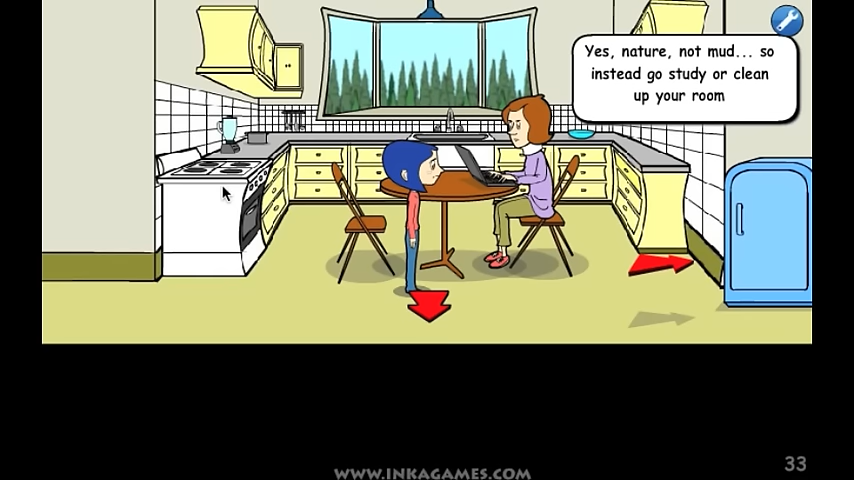 Yes, nature, not mud... so
instead go study or clean
up your room
33
WWW.INKAGAMES.COM